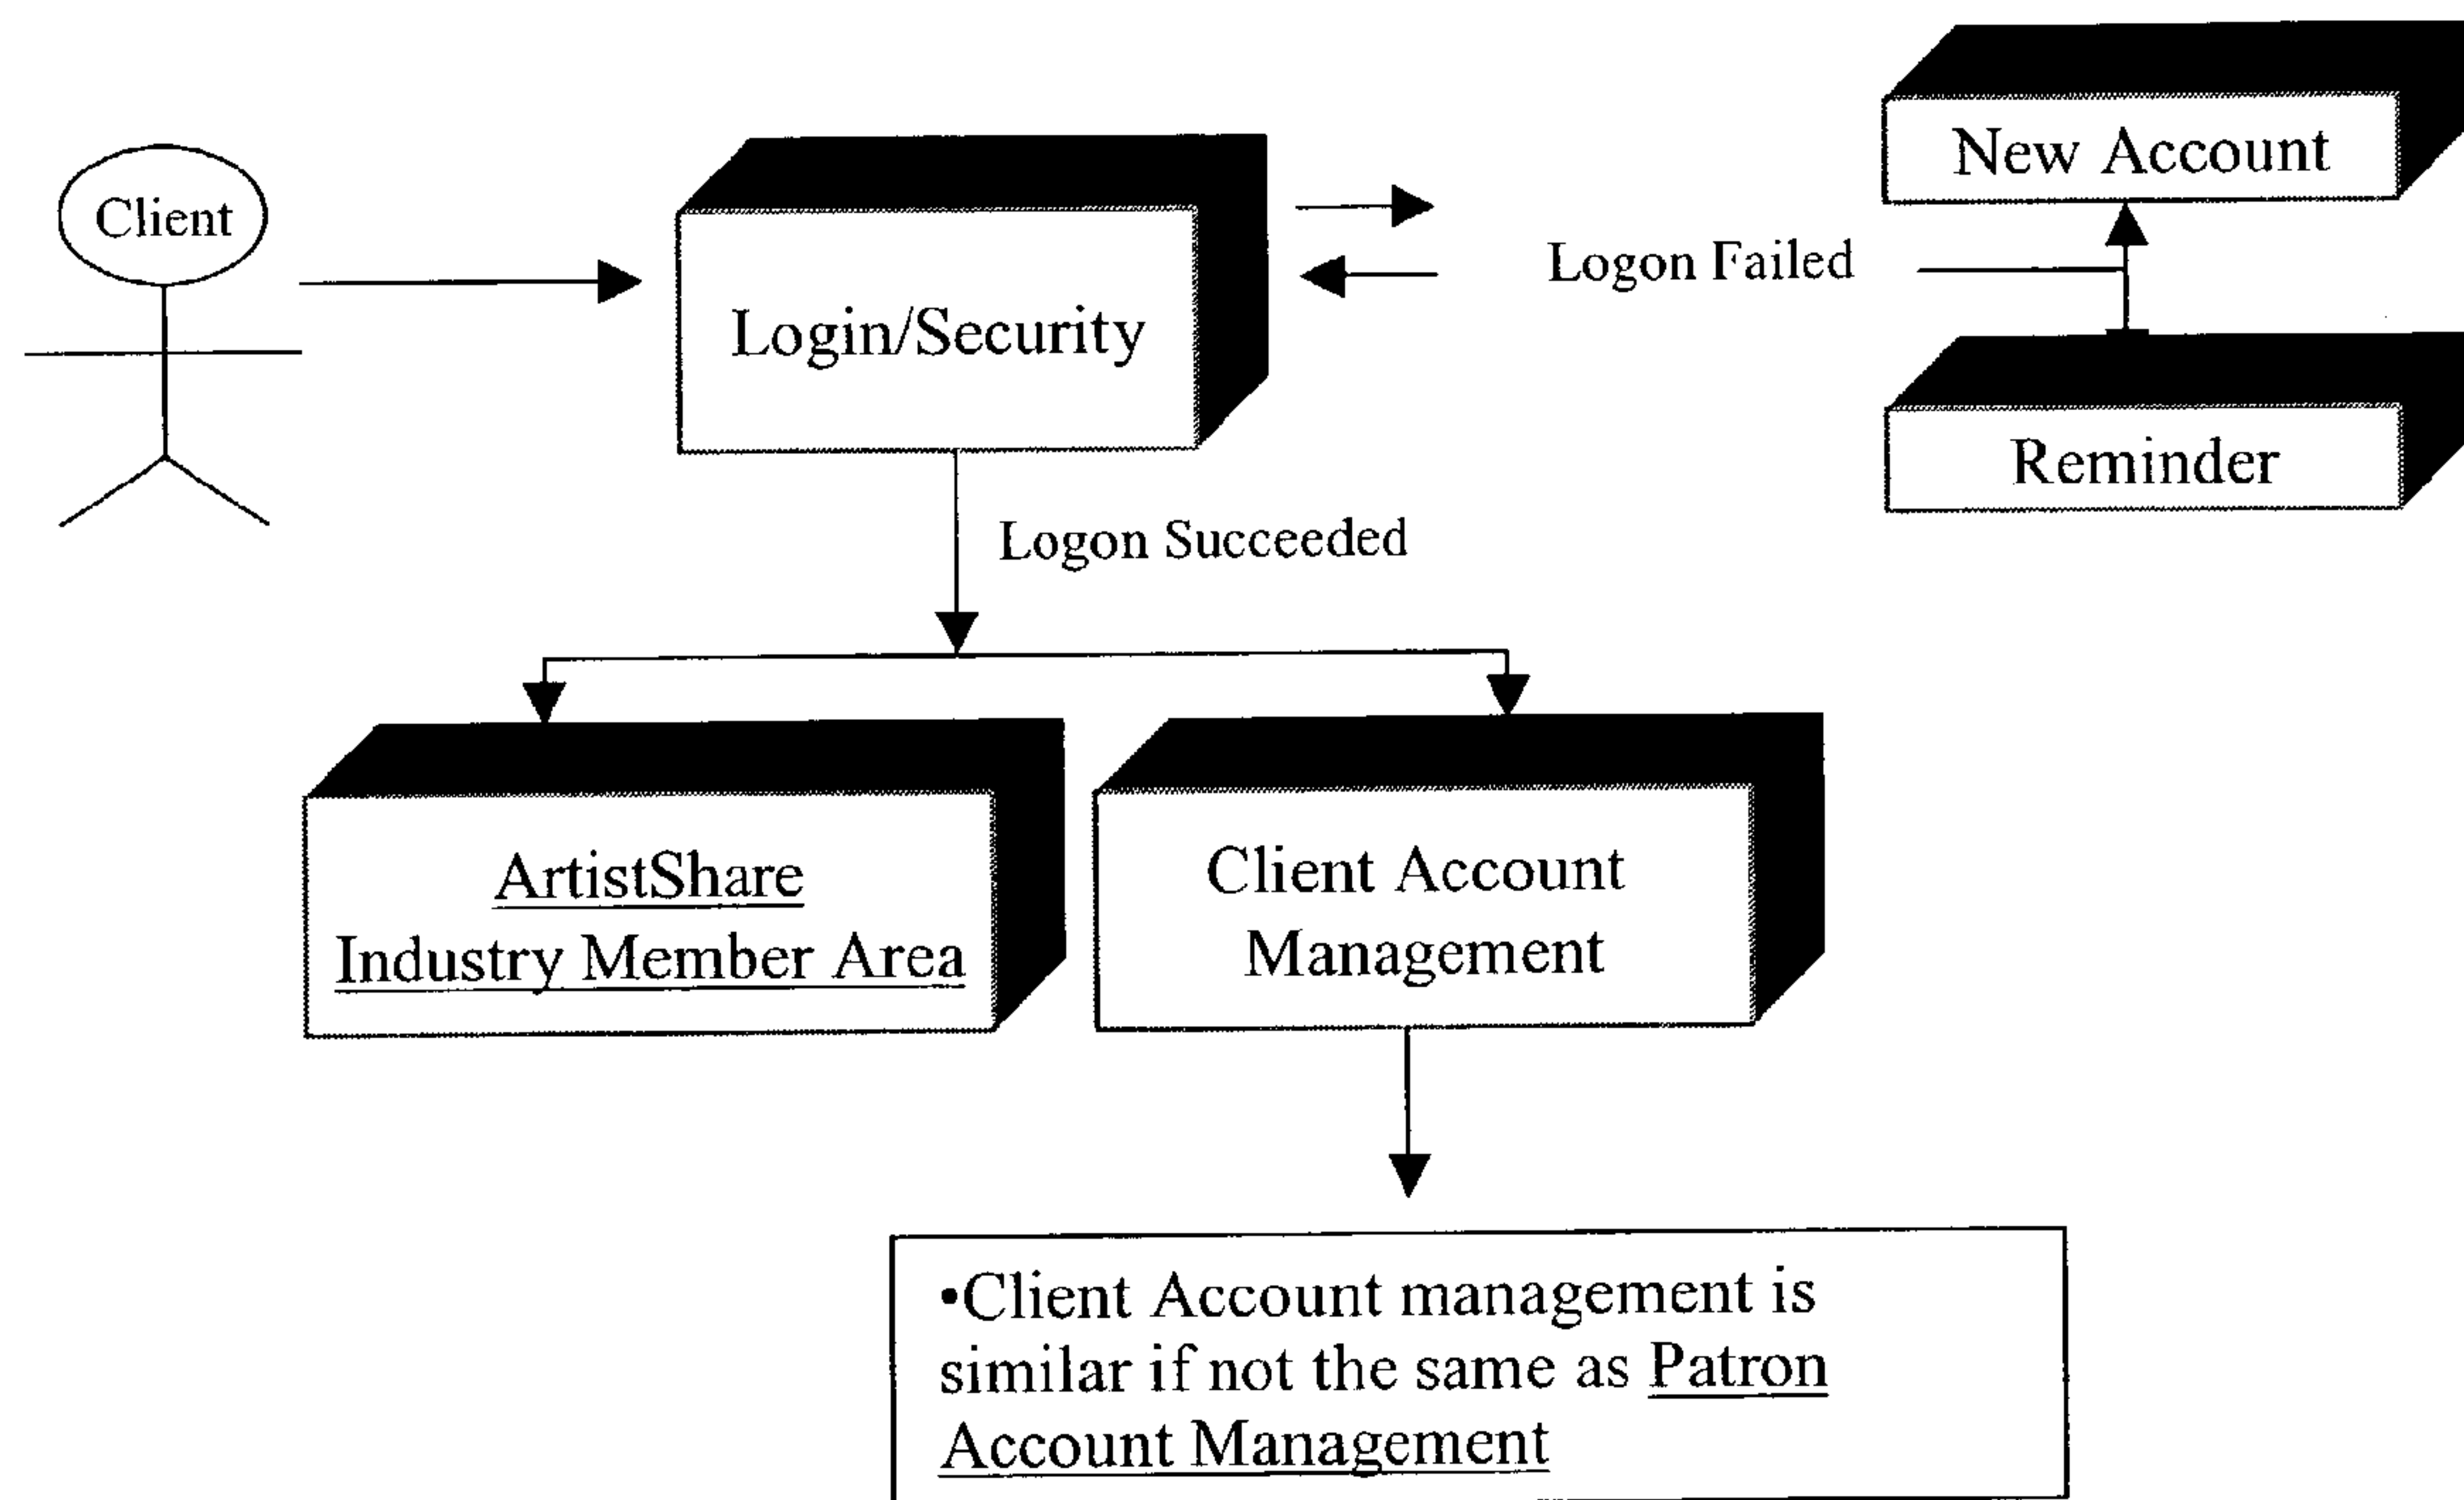 Client
Login/Security
Logon Failed
New Account
Reminder
Logon Succeeded
ArtistShare
Industry Member Area
Client Account
Management
•Client Account management is
similar if not the same as Patron
Account Management